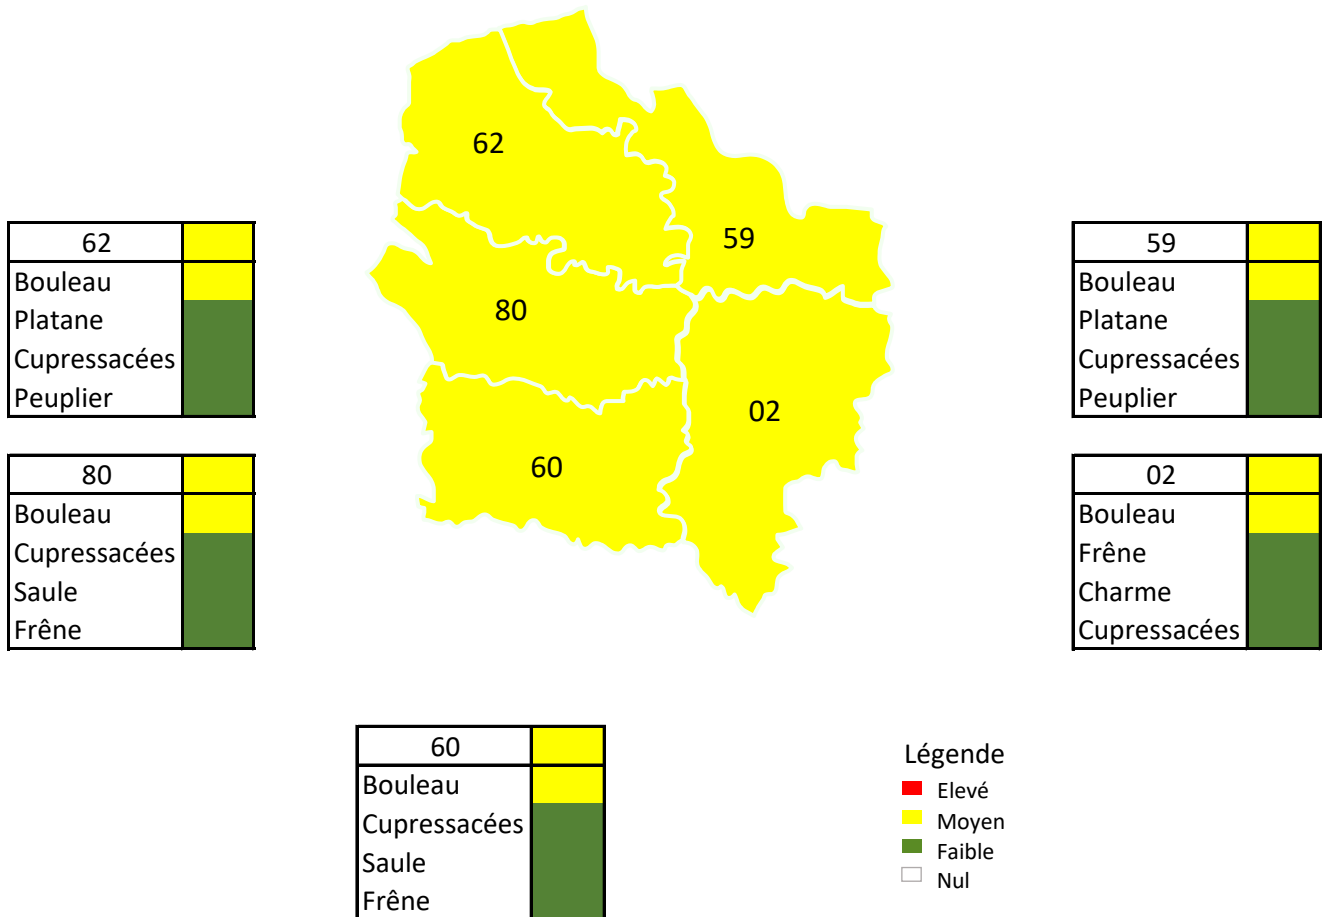 62
59
80
02
60
62
Bouleau
Platane
Cupressacées
Peuplier
59
Bouleau
Platane
Cupressacées
Peuplier
80
Bouleau
Cupressacées
Saule
Frêne
02
Bouleau
Frêne
Charme
Cupressacées
60
Bouleau
Cupressacées
Saule
Frêne
Légende
Elevé
Moyen
Faible
Nul